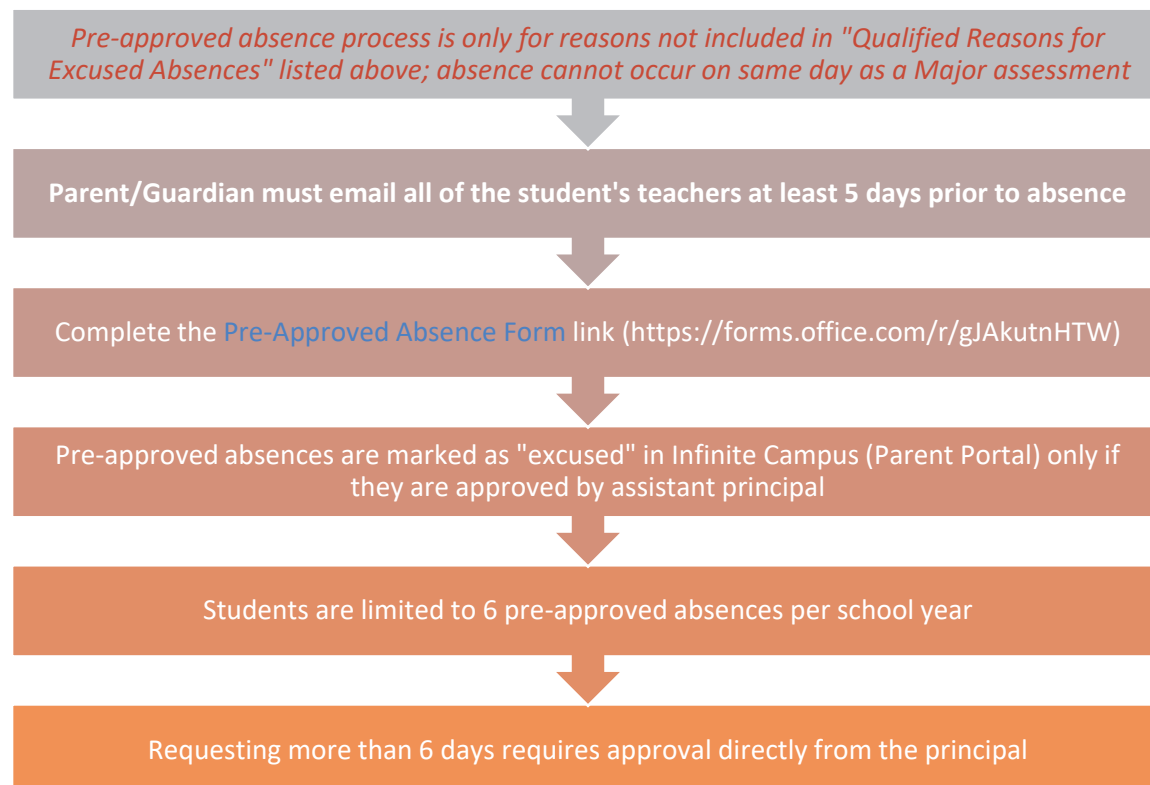 Pre-approved absence process is only for reasons not included in "Qualified Reasons for
Excused Absences" listed above; absence cannot occur on same day as a Major assessment
Parent/Guardian must email all of the student's teachers at least 5 days prior to absence
Complete the Pre-Approved Absence Form link (https://forms.office.com/r/gJAkutnHTW)
Pre-approved absences are marked as "excused" in Infinite Campus (Parent Portal) only if
they are approved by assistant principal
Students are limited to 6 pre-approved absences per school year
Requesting more than 6 days requires approval directly from the principal